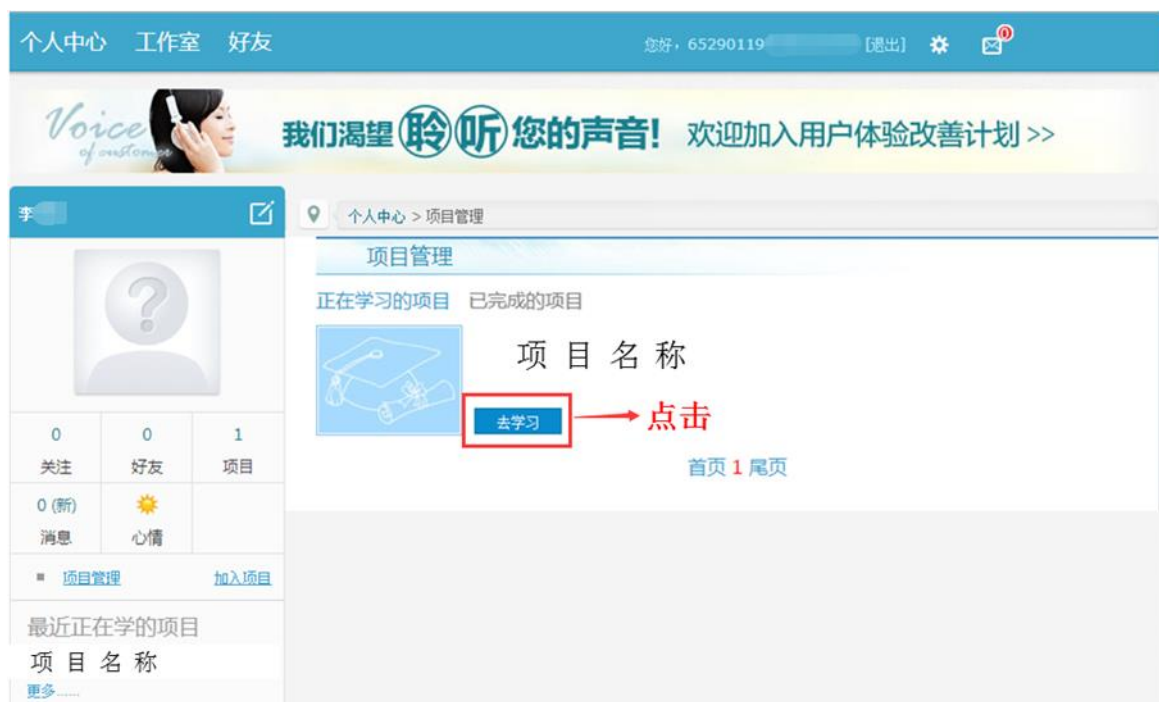 个人中心 工作室 好友 您好，65290119 [退出] 0
Voice of customer
我们渴望聆听您的声音！ 欢迎加入用户体验改善计划 >>
李
个人中心 > 项目管理
项目管理
正在学习的项目 已完成的项目
项目名称
去学习
点击
首页 1 尾页
0 0 1
关注 好友 项目
0 (新)
消息 心情
项目管理 加入项目
最近正在学的项目
项目名称
更多......